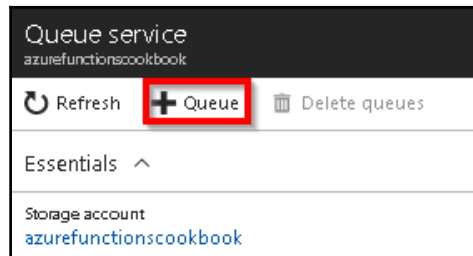 Queue service
azurefunctionscookbook
Refresh Queue Delete queues
Essentials
Storage account
azurefunctionscookbook